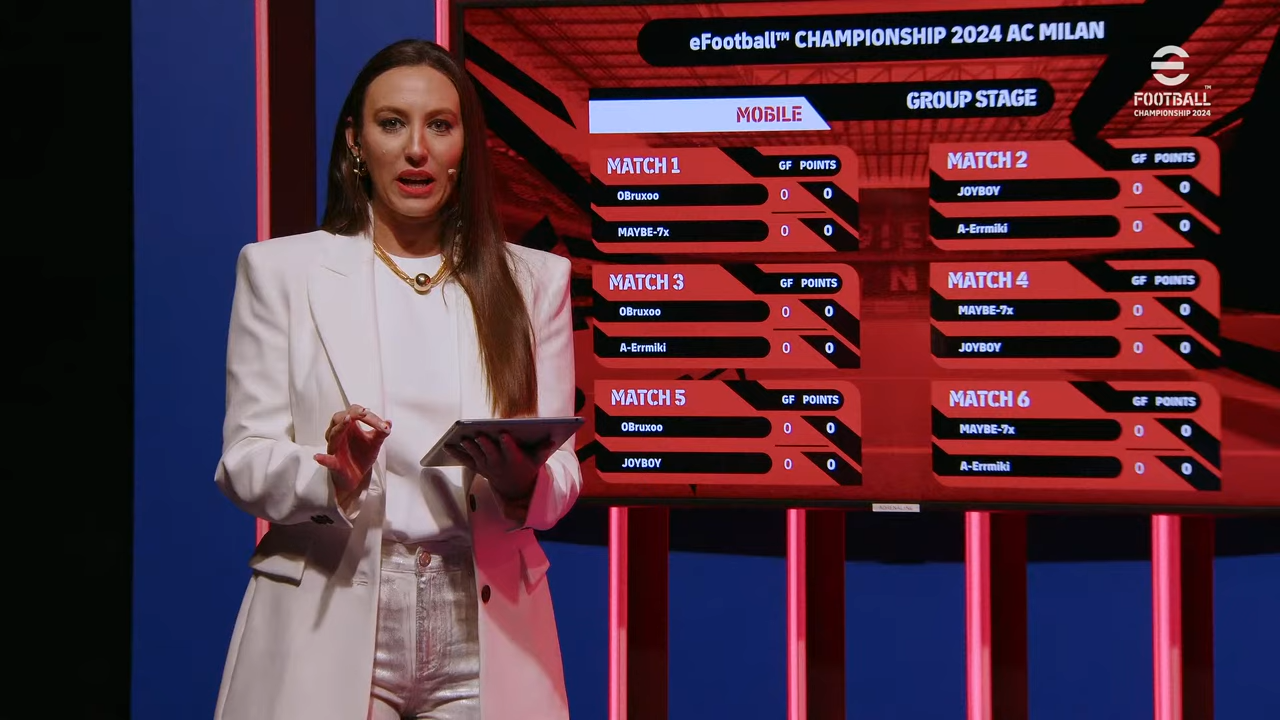 eFootball™ CHAMPIONSHIP 2024 AC MILAN
FOOTBALL™
CHAMPIONSHIP 2024
GROUP STAGE
MOBILE
MATCH 1 GF POINTS
OBruxoo 0 0
MAYBE-7x 0 0
MATCH 2 GF POINTS
JOYBOY 0 0
A-Errmiki 0 0
MATCH 3 GF POINTS
OBruxoo 0 0
A-Errmiki 0 0
MATCH 4 GF POINTS
MAYBE-7x 0 0
JOYBOY 0 0
MATCH 5 GF POINTS
OBruxoo 0 0
JOYBOY 0 0
MATCH 6 GF POINTS
MAYBE-7x 0 0
A-Errmiki 0 0